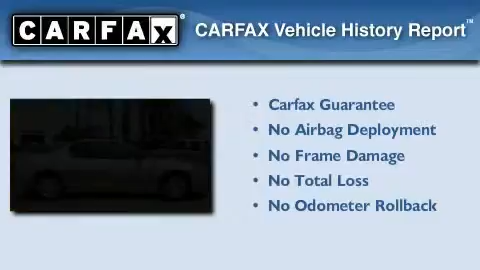 CARFAX® CARFAX Vehicle History Report™
• Carfax Guarantee
• No Airbag Deployment
• No Frame Damage
• No Total Loss
• No Odometer Rollback